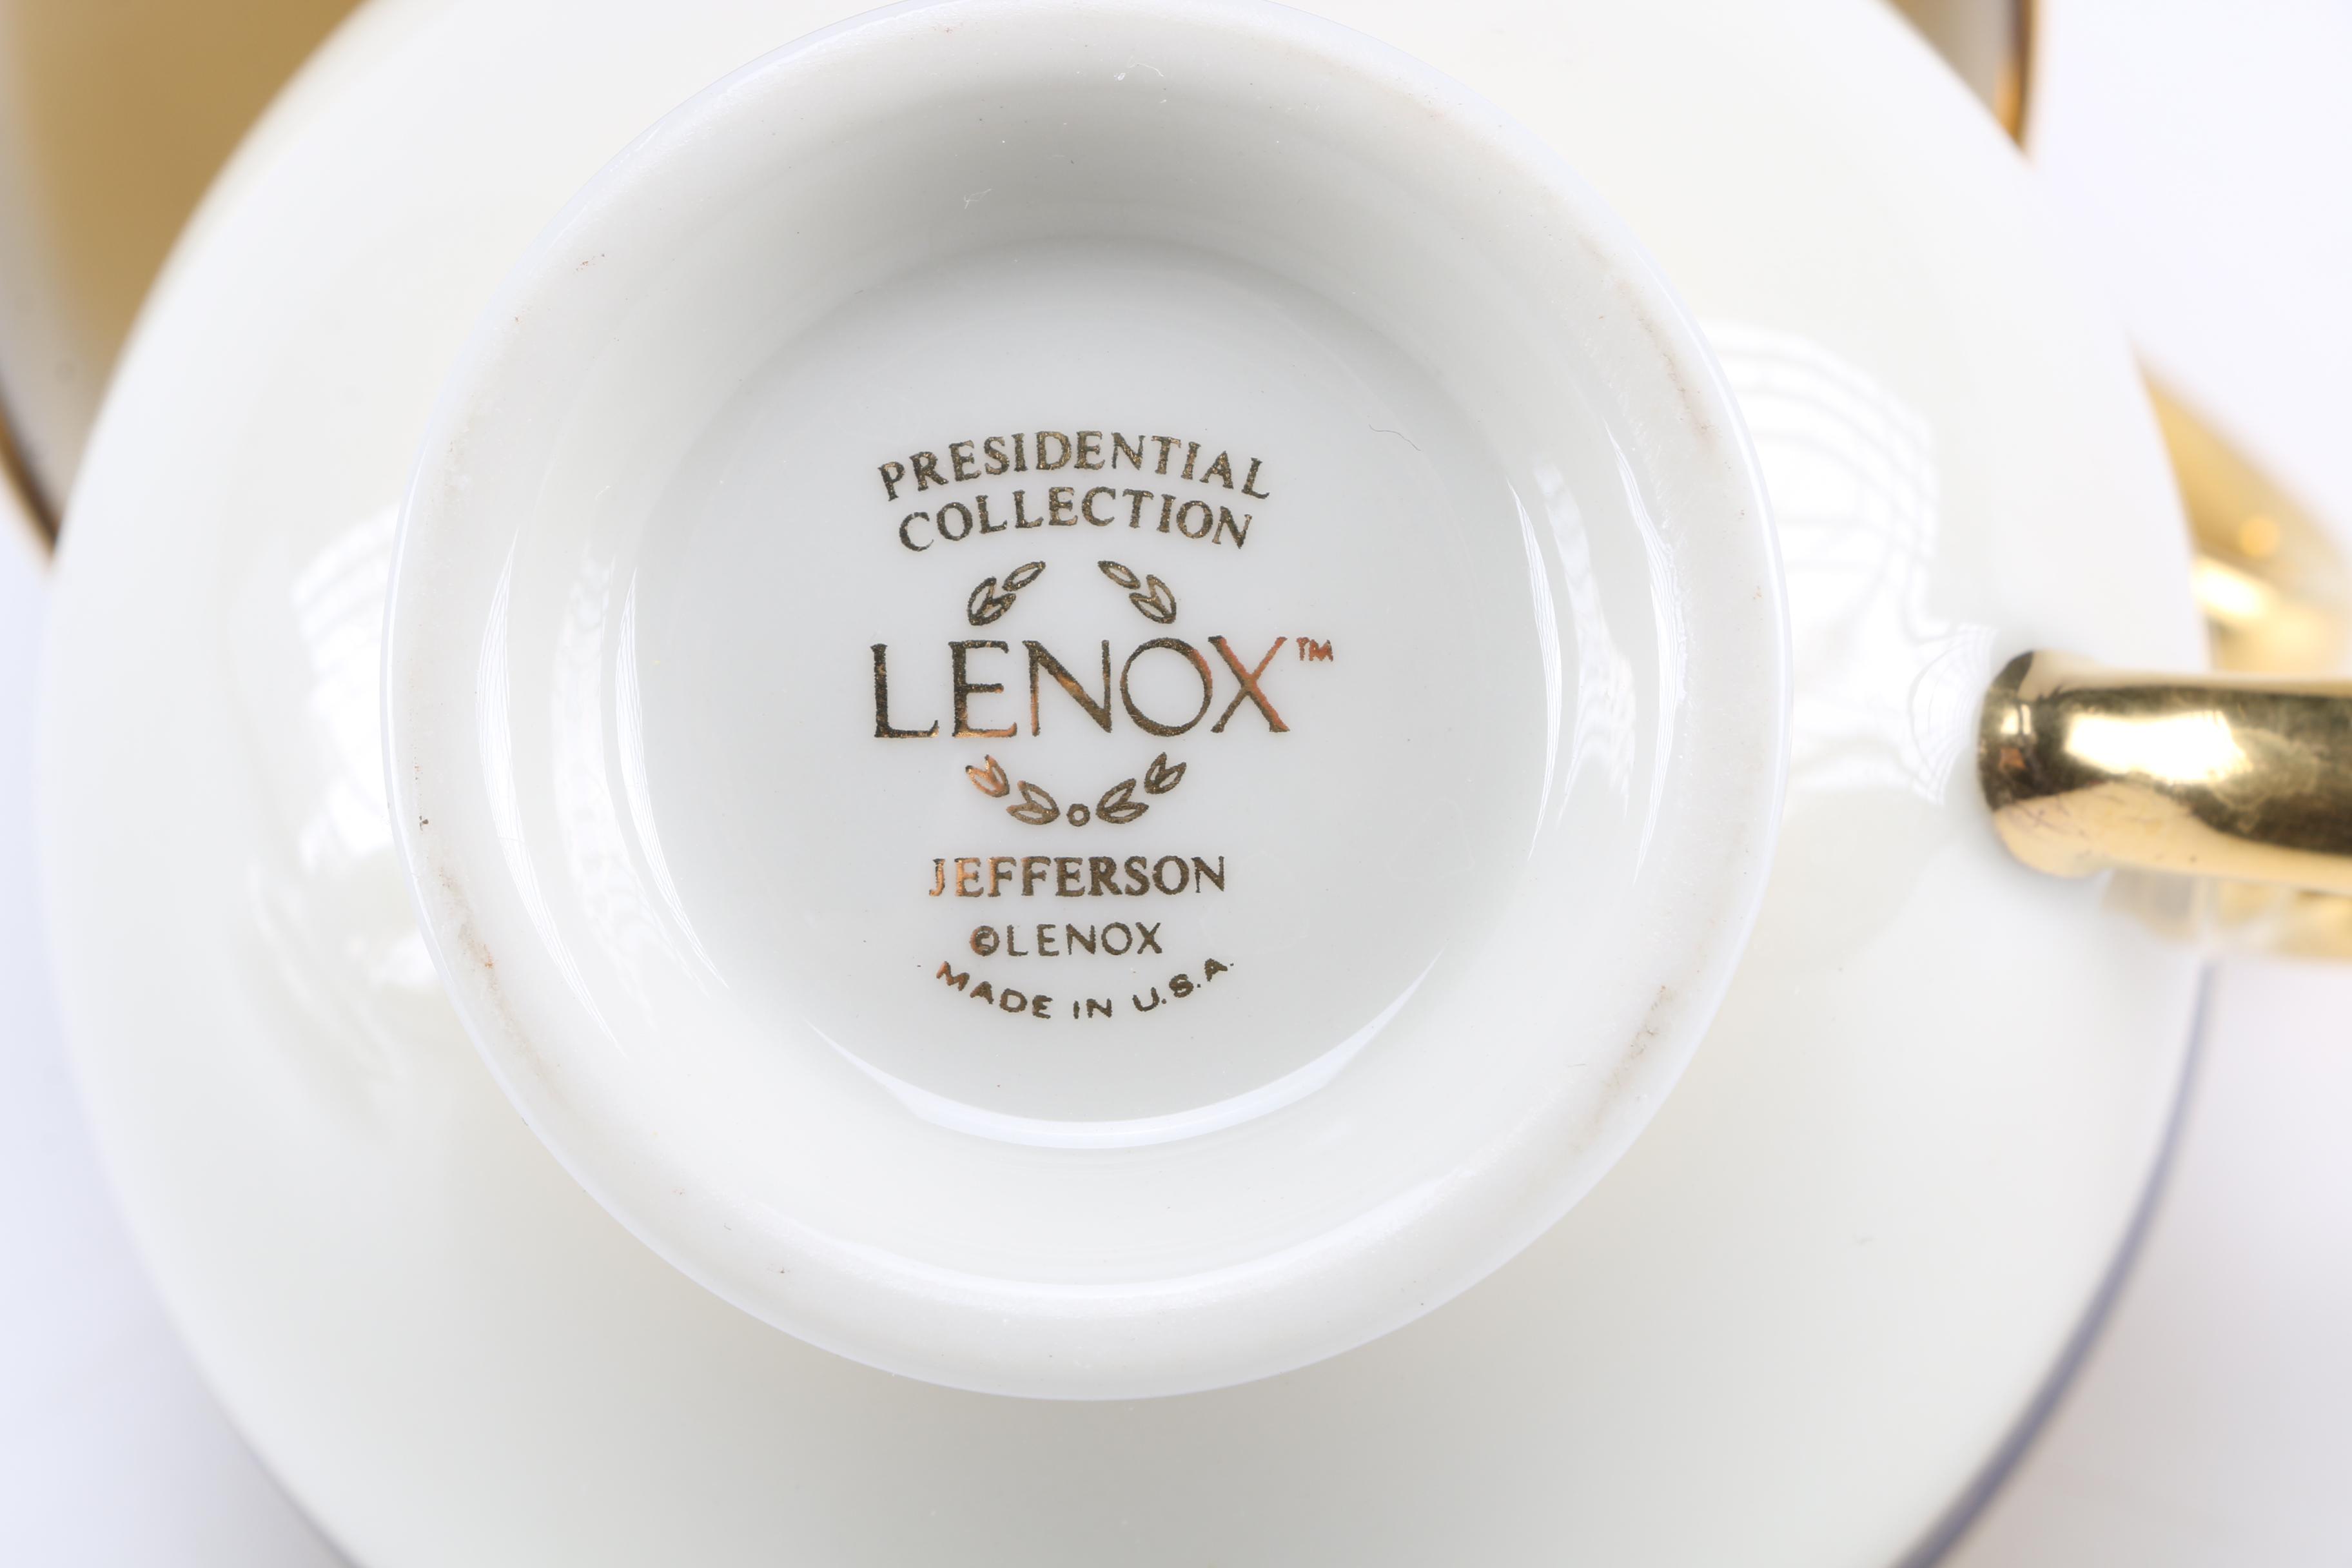 PRESIDENTIAL
COLLECTION
LENOX™
JEFFERSON
©LENOX
MADE IN U.S.A.